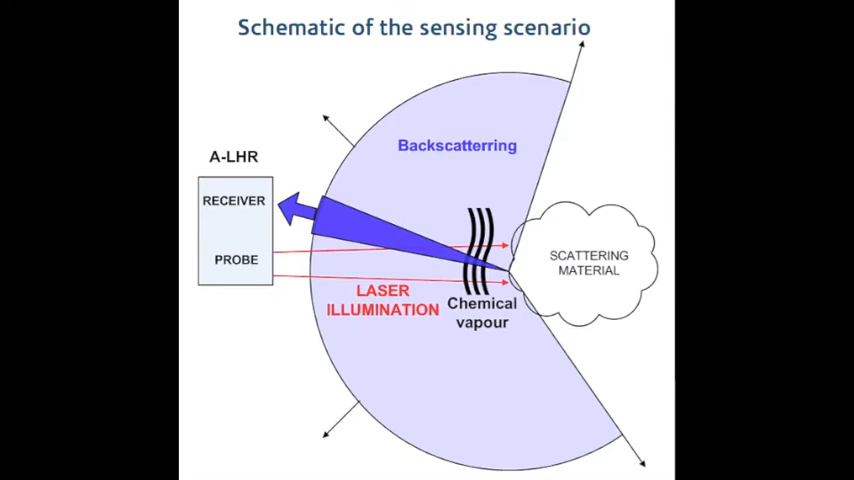 Schematic of the sensing scenario
Backscatterring
A-LHR
RECEIVER
PROBE
SCATTERING
MATERIAL
LASER
ILLUMINATION
Chemical
vapour